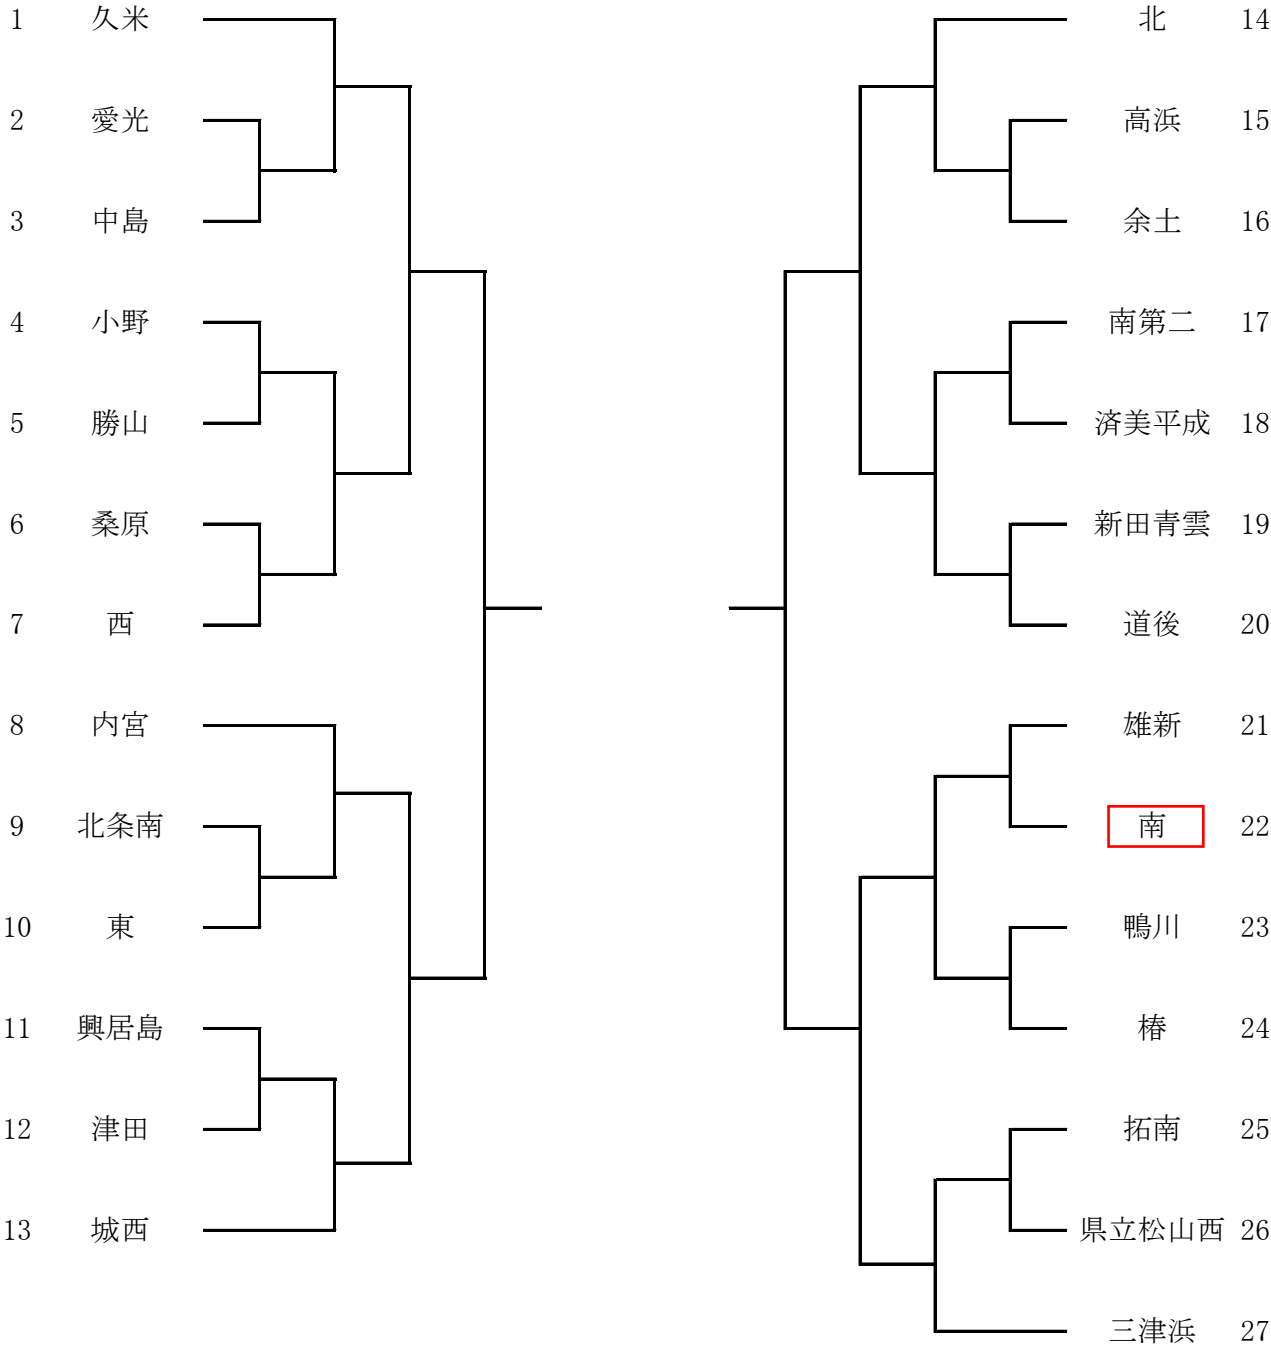 1 久米
2 愛光
3 中島
4 小野
5 勝山
6 桑原
7 西
8 内宮
9 北条南
10 東
11 興居島
12 津田
13 城西
北 14
高浜 15
余土 16
南第二 17
済美平成 18
新田青雲 19
道後 20
雄新 21
南 22
鴨川 23
椿 24
拓南 25
県立松山西 26
三津浜 27